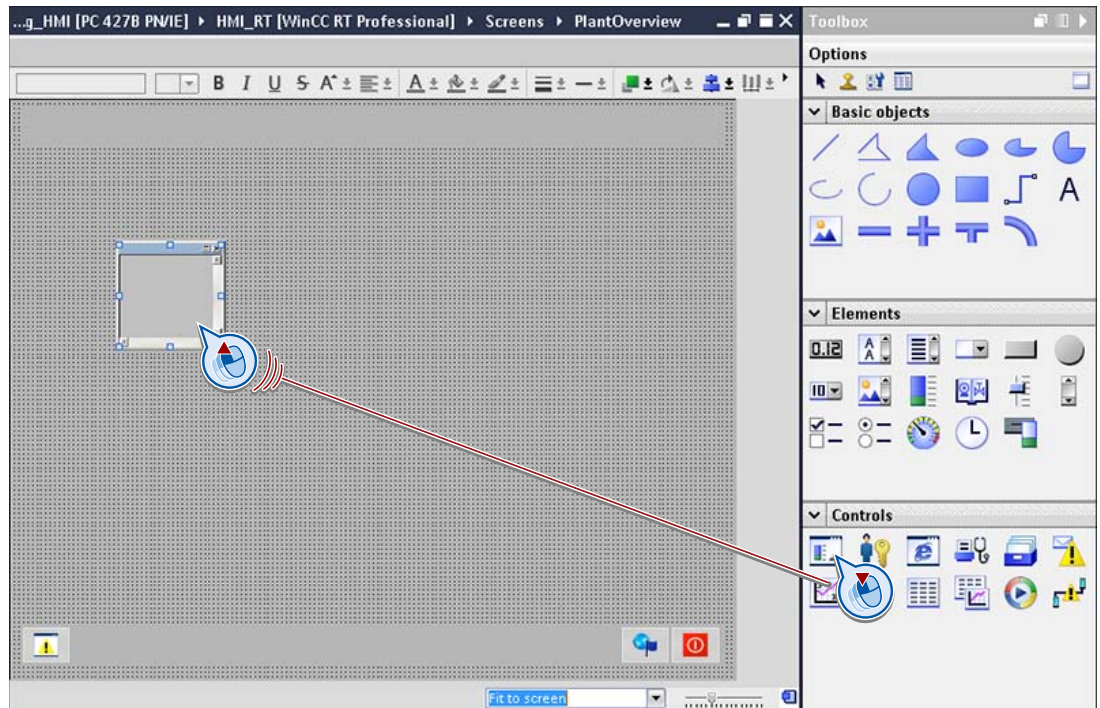 ...g_HMI [PC 427B PN/IE] ▸ HMI_RT [WinCC RT Professional] ▸ Screens ▸ PlantOverview
Toolbox
Options
B I U S A A
Basic objects
A
Elements
0.12 A A
10
Controls
Fit to screen